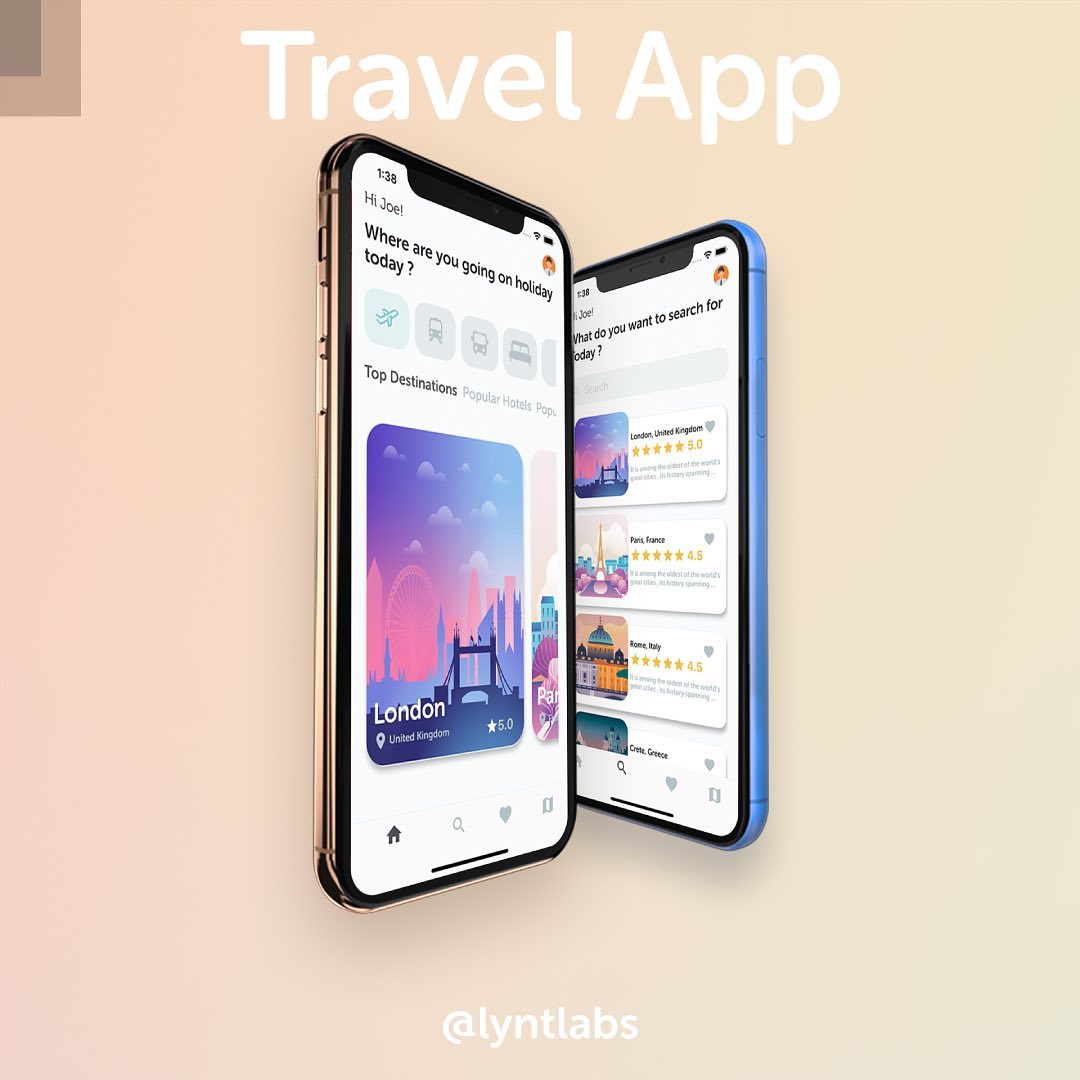 Travel App
1:38
Hi Joe!
Where are you going on holiday
today ?
Top Destinations Popular Hotels
London
United Kingdom
5.0
1:38
Joe!
What do you want to search for
today ?
Search
London, United Kingdom
5.0
It is among the oldest of the world's
great cities , its history spanning ...
Paris, France
4.5
It is among the oldest of the world's
great cities , its history spanning ...
Rome, Italy
4.5
It is among the oldest of the world's
great cities , its history spanning ...
Crete, Greece
@lyntlabs